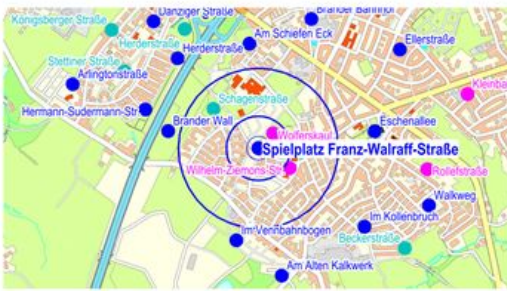 Königsberger Straße
Danziger Straße
Brander Bahnhof
Herderstraße
Am Schiefen Eck
Herderstraße
Ellerstraße
Stettiner Straße
Arlingtonstraße
Kleinba
Schagenstraße
Hermann-Sudermann-Str
Brander Wall
Wolferskaul
Eschenallee
Spielplatz Franz-Walraff-Straße
Wilhelm-Ziemons-Str
Rollefstraße
Walkweg
Im Kollenbruch
Im Vennbahnbogen
Beckerstraße
Am Alten Kalkwerk